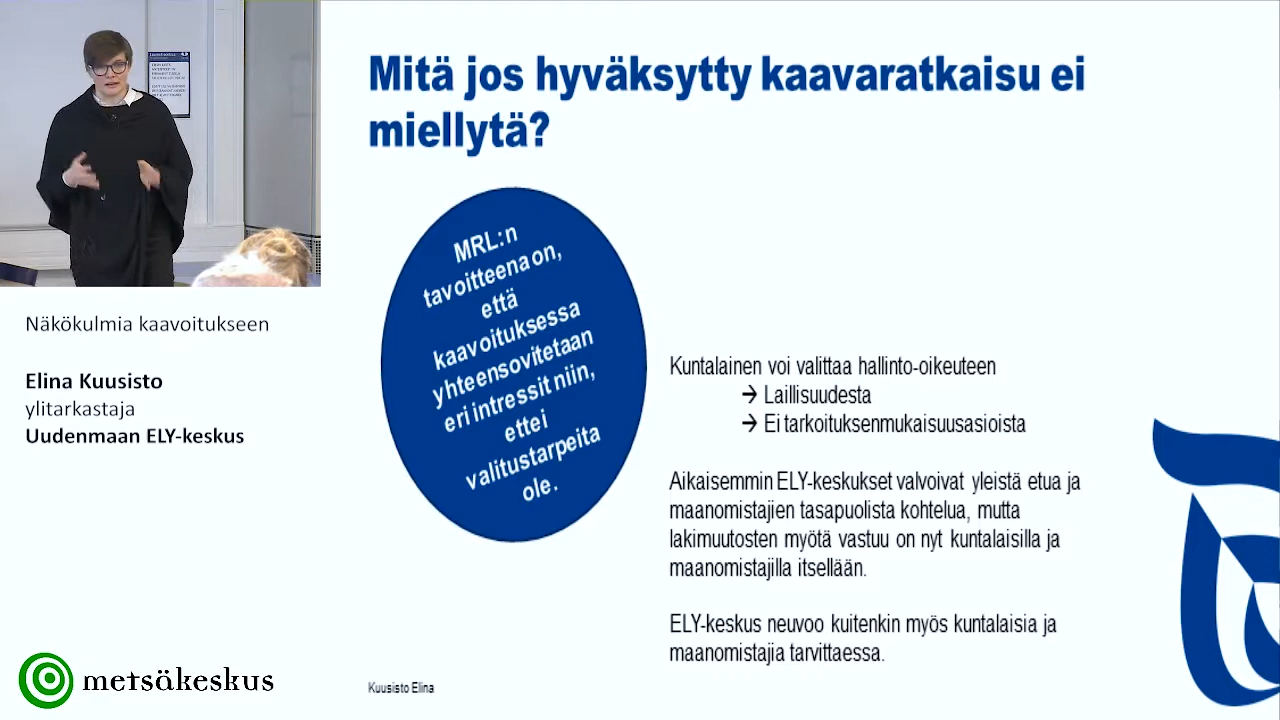 Mitä jos hyväksytty kaavaratkaisu ei
miellytä?
MRL:n
tavoitteena on,
että
kaavoituksessa
yhteensovitetaan
eri intressit niin,
ettei
valitustarpeita
ole.
Näkökulmia kaavoitukseen
Elina Kuusisto
ylitarkastaja
Uudenmaan ELY-keskus
Kuntalainen voi valittaa hallinto-oikeuteen
→ Laillisuudesta
→ Ei tarkoituksenmukaisuusasioista
Aikaisemmin ELY-keskukset valvoivat yleistä etua ja
maanomistajien tasapuolista kohtelua, mutta
lakimuutosten myötä vastuu on nyt kuntalaisilla ja
maanomistajilla itsellään.
ELY-keskus neuvoo kuitenkin myös kuntalaisia ja
maanomistajia tarvittaessa.
metsäkeskus
Kuusisto Elina